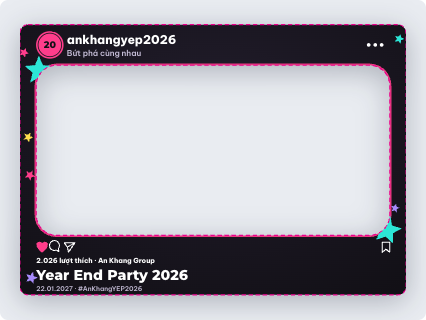 20
ankhangyep2026
Bứt phá cùng nhau
2.026 lượt thích · An Khang Group
Year End Party 2026
22.01.2027 · #AnKhangYEP2026